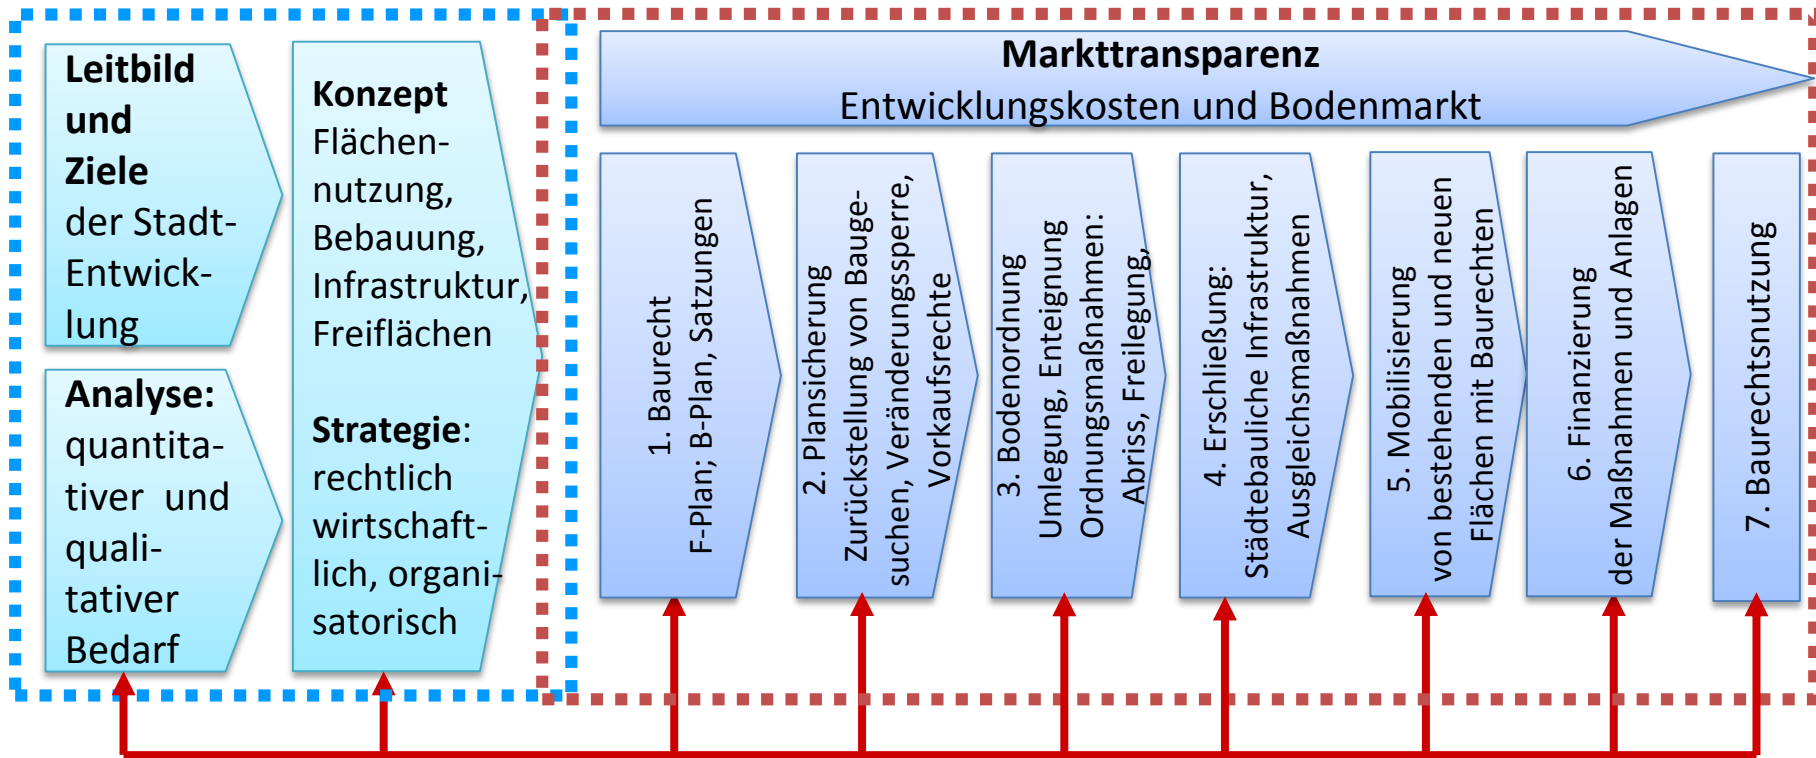 Leitbild
und
Ziele
der Stadt-
Entwick-
lung
Analyse:
quantita-
tiver und
quali-
tativer
Bedarf
Konzept
Flächen-
nutzung,
Bebauung,
Infrastruktur,
Freiflächen
Strategie:
rechtlich
wirtschaft-
lich, organi-
satorisch
Markttransparenz
Entwicklungskosten und Bodenmarkt
1. Baurecht
F-Plan; B-Plan, Satzungen
2. Plansicherung
Zurückstellung von Bauge-
suchen, Veränderungssperre,
Vorkaufsrechte
3. Bodenordnung
Umlegung, Enteignung
Ordnungsmaßnahmen:
Abriss, Freilegung,
4. Erschließung:
Städtebauliche Infrastruktur,
Ausgleichsmaßnahmen
5. Mobilisierung
von bestehenden und neuen
Flächen mit Baurechten
6. Finanzierung
der Maßnahmen und Anlagen
7. Baurechtsnutzung